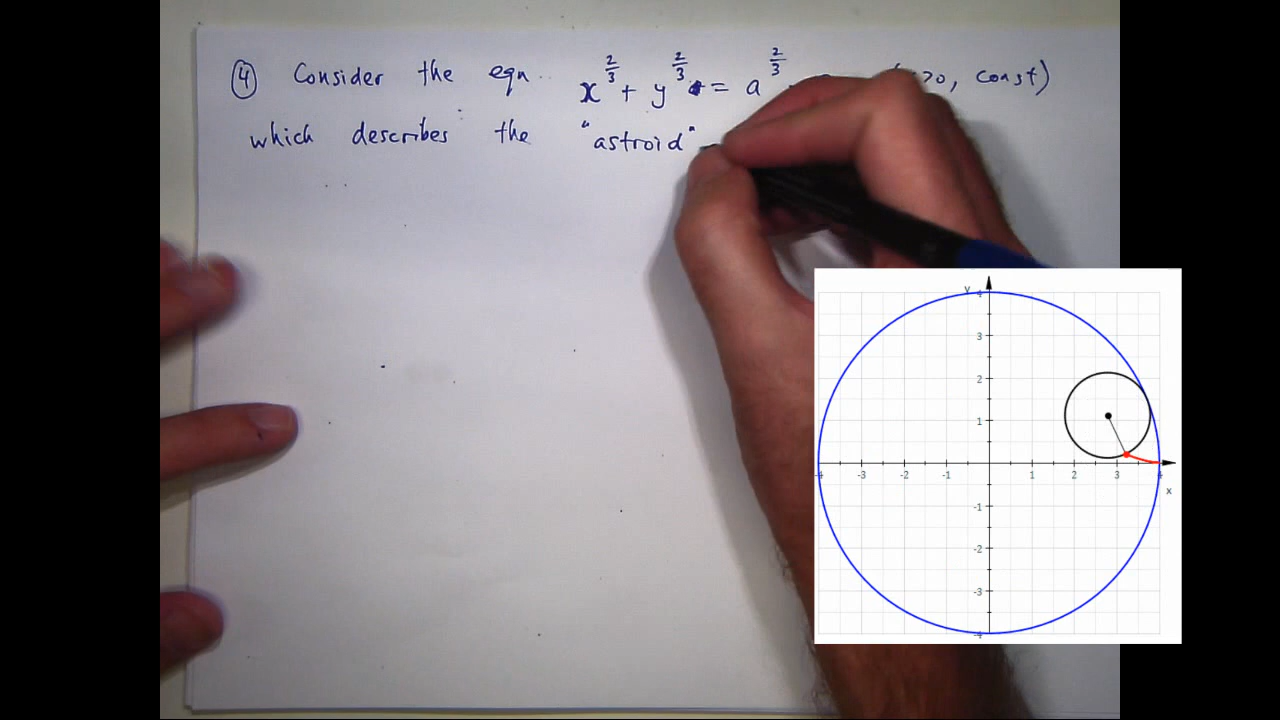 ④ Consider the eqn. x^{2/3} + y^{2/3} = a^{2/3} >0, const)
which describes the "astroid"
y
4
3
2
1
-4 -3 -2 -1 1 2 3 4
x
-1
-2
-3
-4